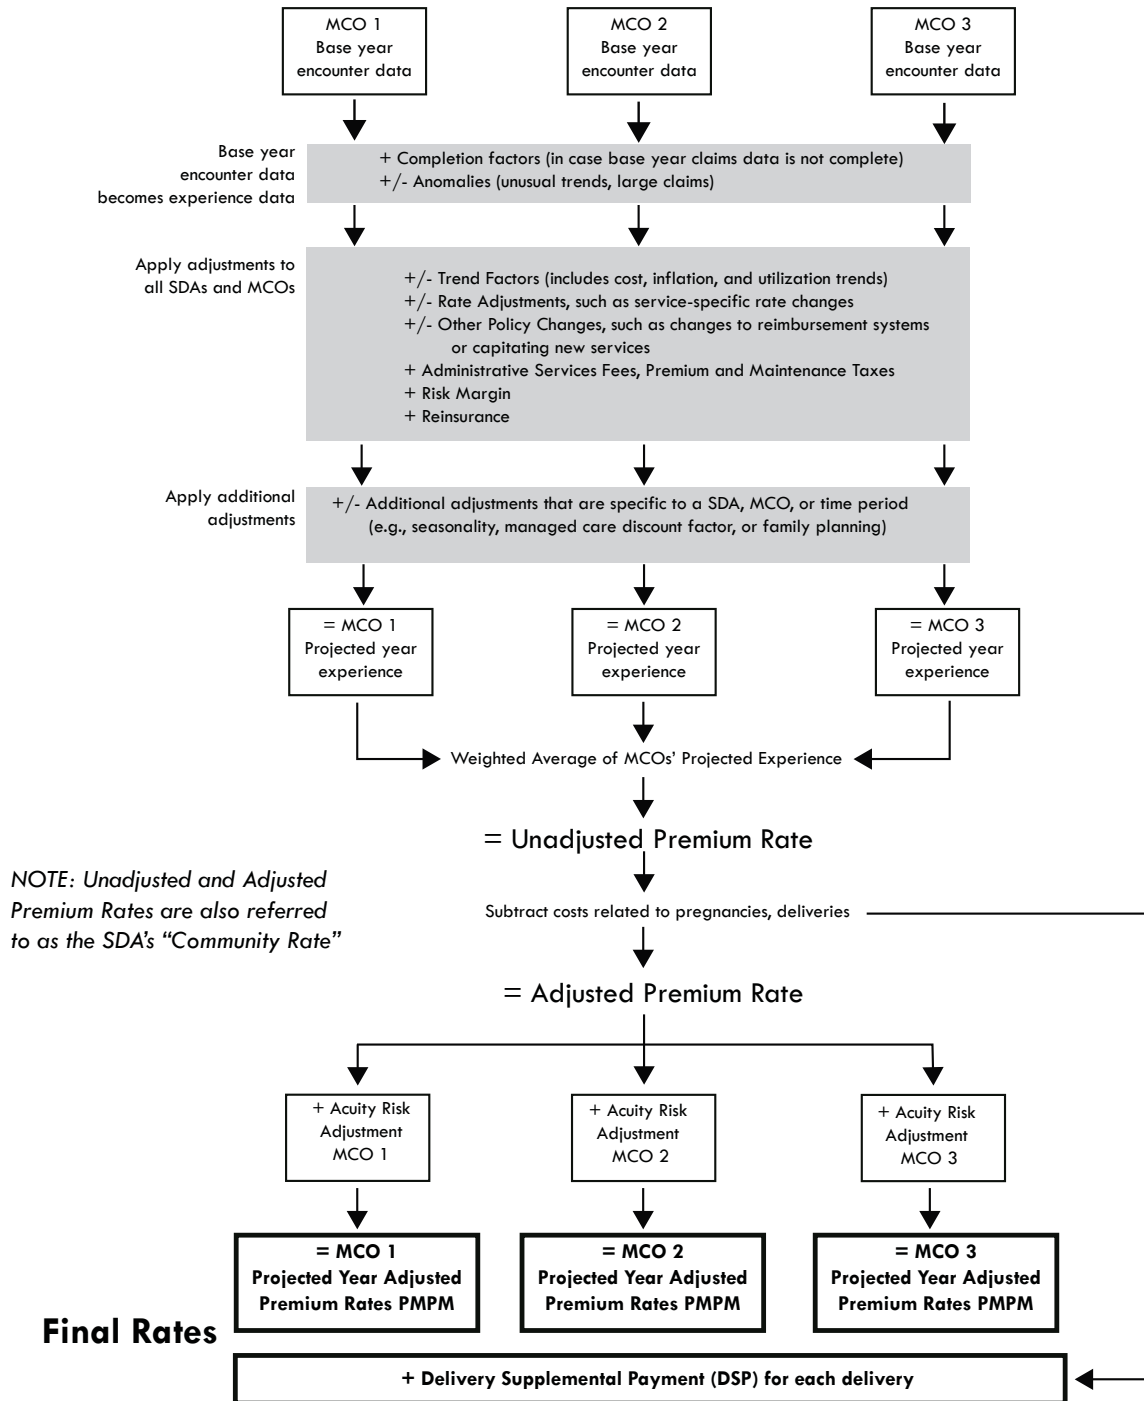 MCO 1
Base year
encounter data
MCO 2
Base year
encounter data
MCO 3
Base year
encounter data
Base year
encounter data
becomes experience data
+ Completion factors (in case base year claims data is not complete)
+/- Anomalies (unusual trends, large claims)
Apply adjustments to
all SDAs and MCOs
+/- Trend Factors (includes cost, inflation, and utilization trends)
+/- Rate Adjustments, such as service-specific rate changes
+/- Other Policy Changes, such as changes to reimbursement systems
or capitating new services
+ Administrative Services Fees, Premium and Maintenance Taxes
+ Risk Margin
+ Reinsurance
Apply additional
adjustments
+/- Additional adjustments that are specific to a SDA, MCO, or time period
(e.g., seasonality, managed care discount factor, or family planning)
= MCO 1
Projected year
experience
= MCO 2
Projected year
experience
= MCO 3
Projected year
experience
Weighted Average of MCOs' Projected Experience
= Unadjusted Premium Rate
NOTE: Unadjusted and Adjusted
Premium Rates are also referred
to as the SDA's "Community Rate"
Subtract costs related to pregnancies, deliveries
= Adjusted Premium Rate
+ Acuity Risk
Adjustment
MCO 1
+ Acuity Risk
Adjustment
MCO 2
+ Acuity Risk
Adjustment
MCO 3
= MCO 1
Projected Year Adjusted
Premium Rates PMPM
= MCO 2
Projected Year Adjusted
Premium Rates PMPM
= MCO 3
Projected Year Adjusted
Premium Rates PMPM
Final Rates
+ Delivery Supplemental Payment (DSP) for each delivery